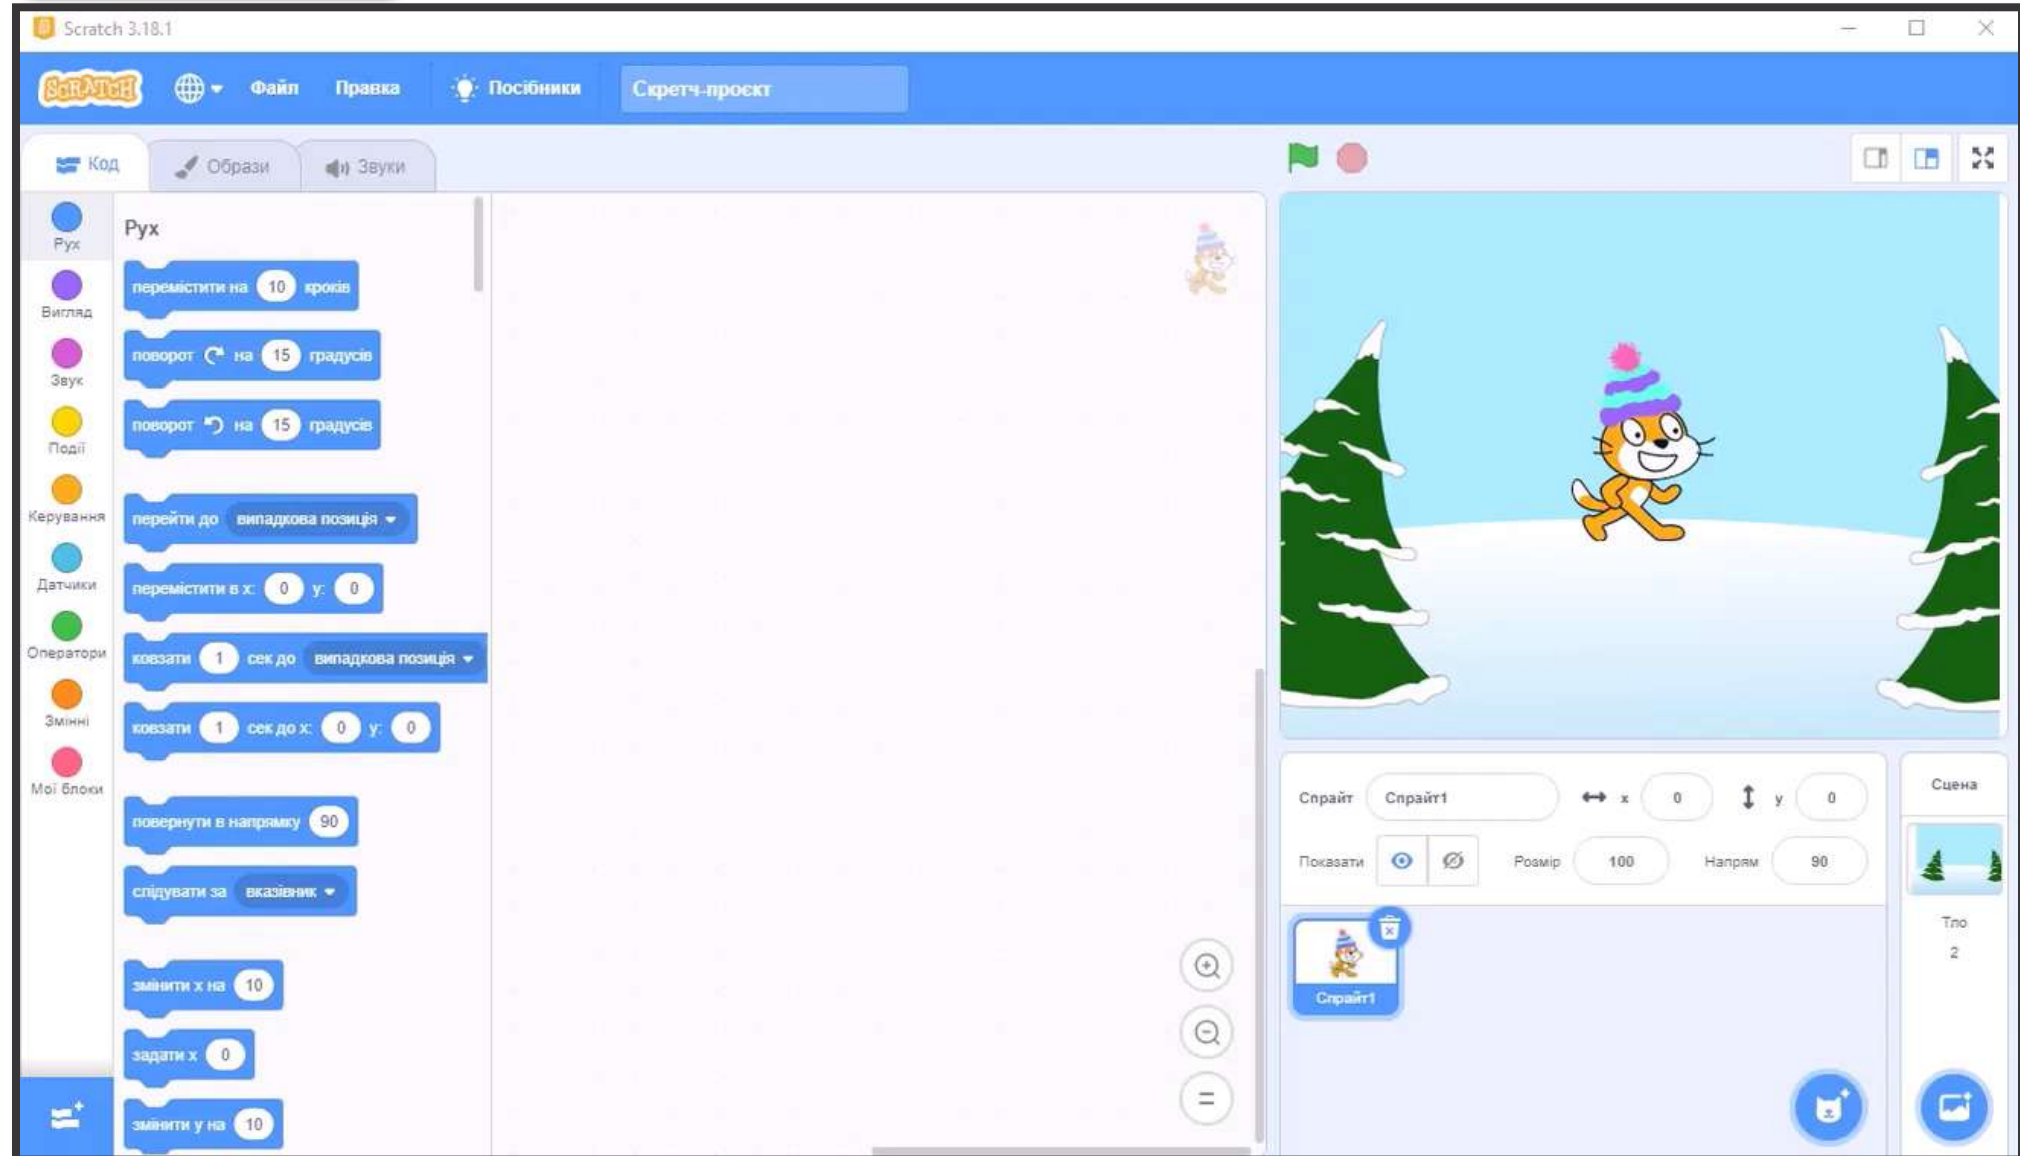 Scratch 3.18.1
SCRATCH
Файл
Правка
Посібники
Скретч-проєкт
Код
Образи
Звуки
Рух
Вигляд
Звук
Події
Керування
Датчики
Оператори
Змінні
Мої блоки
Рух
перемістити на 10 кроків
поворот на 15 градусів
поворот на 15 градусів
перейти до випадкова позиція
перемістити в x: 0 y: 0
ковзати 1 сек до випадкова позиція
ковзати 1 сек до x: 0 y: 0
повернути в напрямку 90
слідувати за вказівник
змінити x на 10
задати x 0
змінити y на 10
Спрайт Спрайт1 x 0 y 0
Показати Розмір 100 Напрям 90
Спрайт1
Сцена
Тло
2